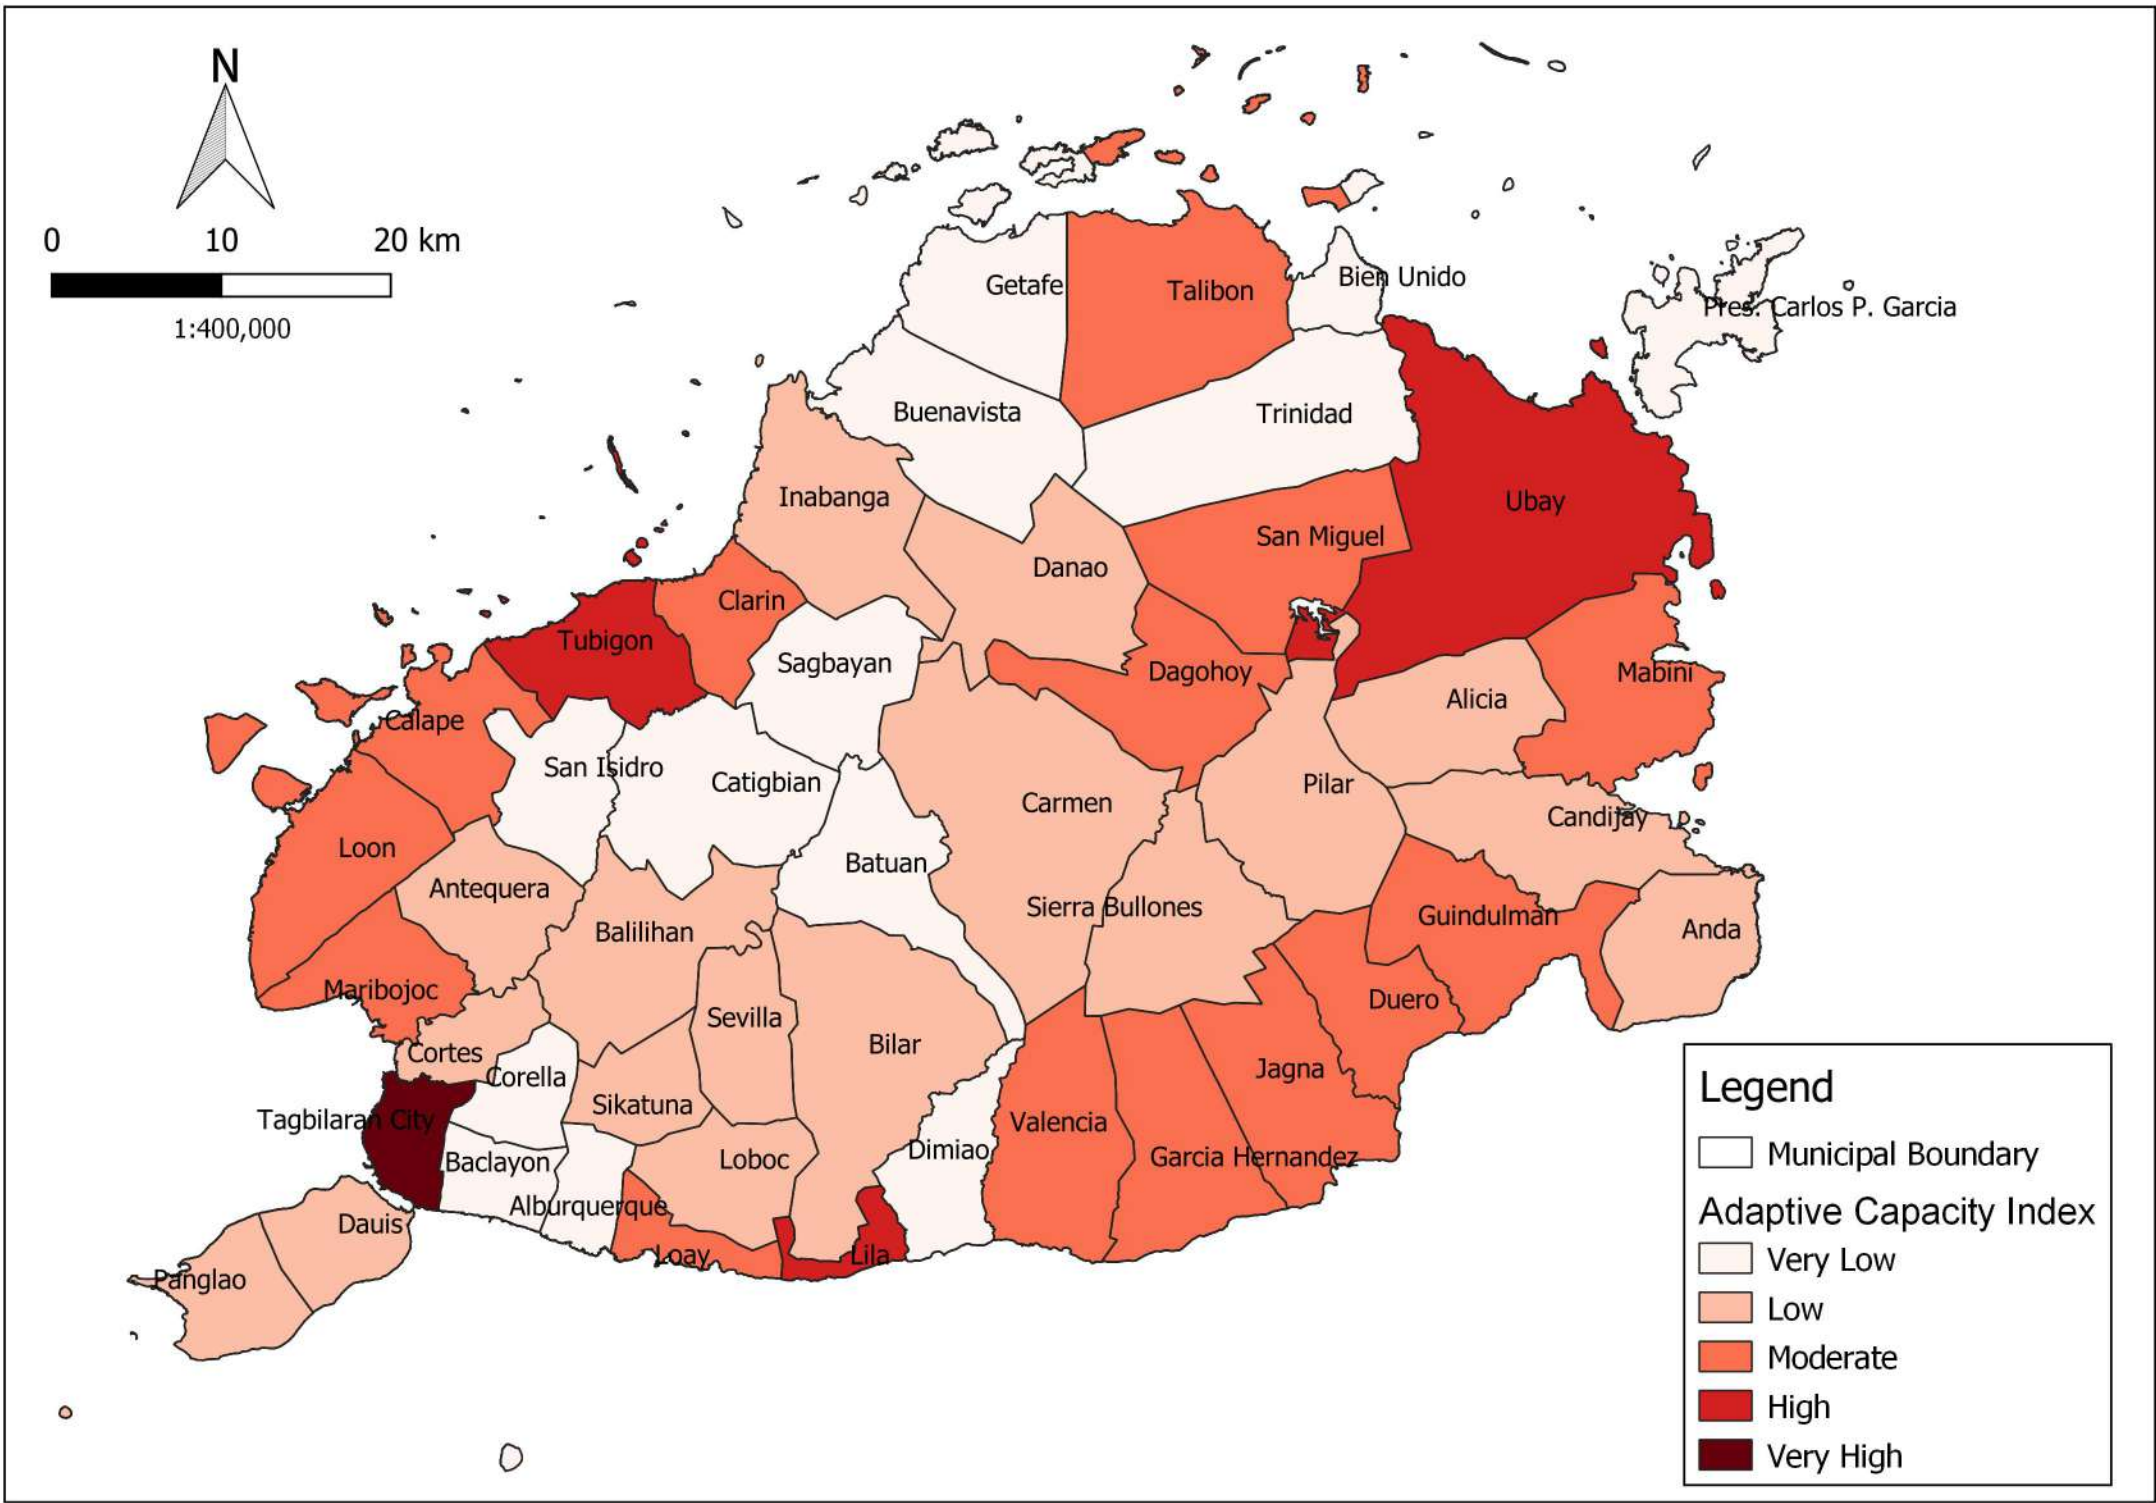 N
0 10 20 km
1:400,000
Getafe
Talibon
Bien Unido
Pres. Carlos P. Garcia
Buenavista
Trinidad
Inabanga
Ubay
San Miguel
Danao
Clarin
Tubigon
Sagbayan
Dagohoy
Mabini
Alicia
Calape
San Isidro
Catigbian
Pilar
Carmen
Candijay
Loon
Batuan
Antequera
Sierra Bullones
Guindulman
Anda
Balilihan
Maribojoc
Duero
Sevilla
Bilar
Cortes
Jagna
Corella
Sikatuna
Tagbilaran City
Valencia
Dimiao
Garcia Hernandez
Baclayon
Loboc
Alburquerque
Dauis
Loay
Lila
Panglao
Legend
Municipal Boundary
Adaptive Capacity Index
Very Low
Low
Moderate
High
Very High